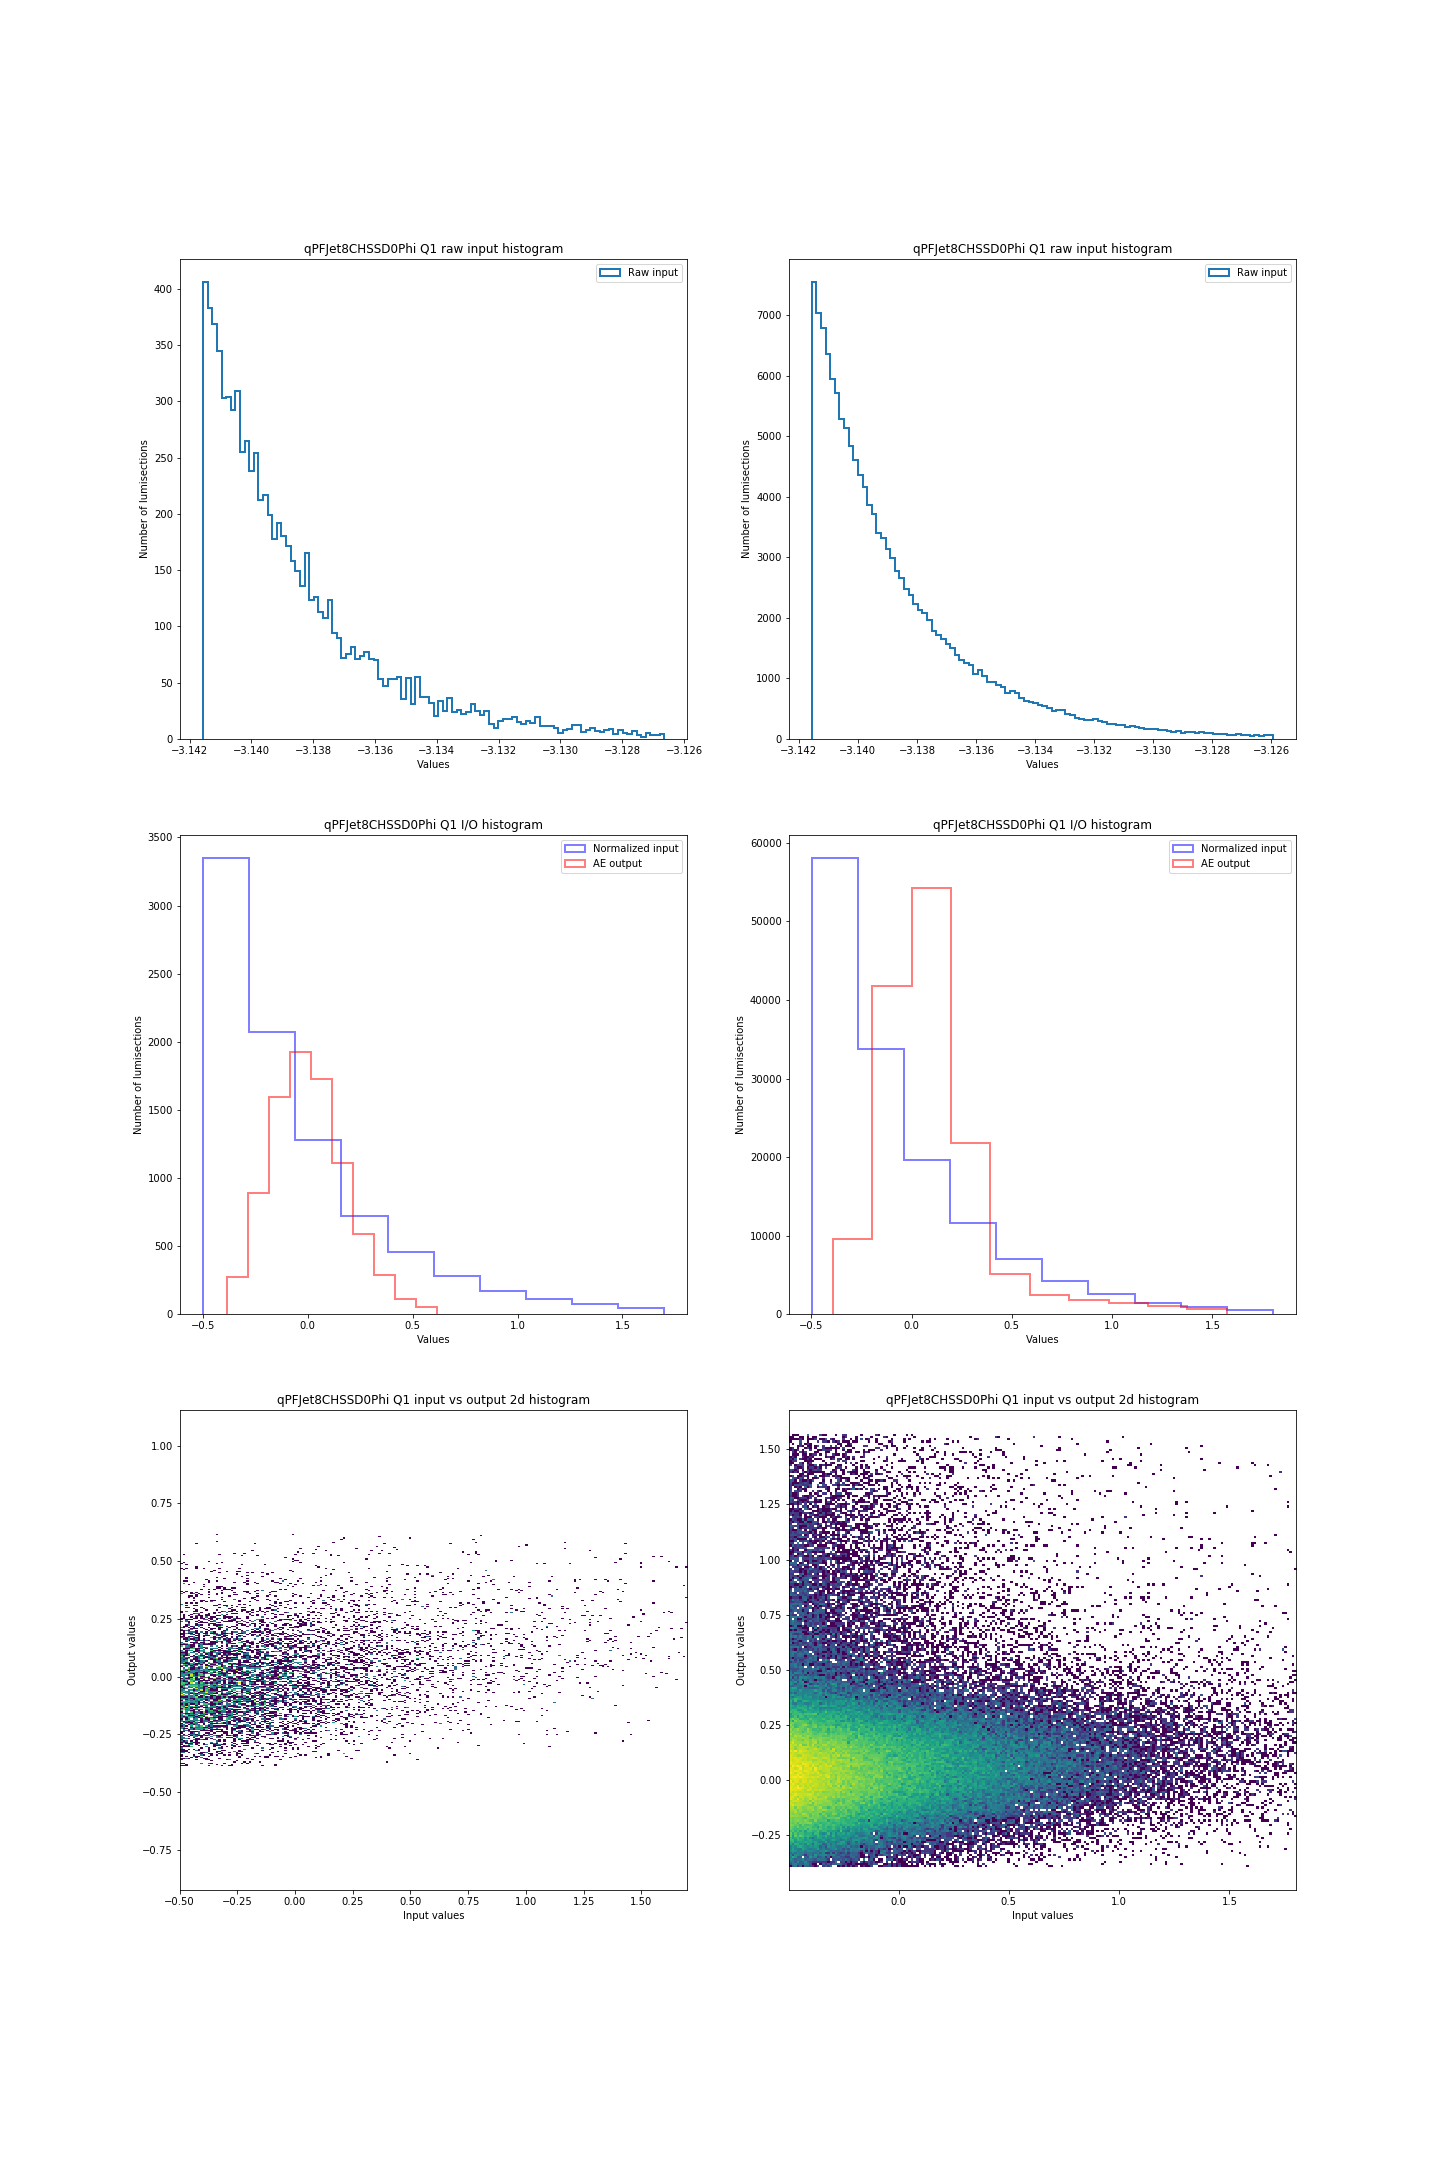 qPFJet8CHSSD0Phi Q1 raw input histogram
Raw input
400
350
300
250
200
150
100
50
0
Number of lumisections
−3.142 −3.140 −3.138 −3.136 −3.134 −3.132 −3.130 −3.128 −3.126
Values
qPFJet8CHSSD0Phi Q1 raw input histogram
Raw input
7000
6000
5000
4000
3000
2000
1000
0
Number of lumisections
−3.142 −3.140 −3.138 −3.136 −3.134 −3.132 −3.130 −3.128 −3.126
Values
qPFJet8CHSSD0Phi Q1 I/O histogram
Normalized input
AE output
3500
3000
2500
2000
1500
1000
500
0
Number of lumisections
−0.5 0.0 0.5 1.0 1.5
Values
qPFJet8CHSSD0Phi Q1 I/O histogram
Normalized input
AE output
60000
50000
40000
30000
20000
10000
0
Number of lumisections
−0.5 0.0 0.5 1.0 1.5
Values
qPFJet8CHSSD0Phi Q1 input vs output 2d histogram
1.00
0.75
0.50
0.25
0.00
−0.25
−0.50
−0.75
Output values
−0.50 −0.25 0.00 0.25 0.50 0.75 1.00 1.25 1.50
Input values
qPFJet8CHSSD0Phi Q1 input vs output 2d histogram
1.50
1.25
1.00
0.75
0.50
0.25
0.00
−0.25
Output values
0.0 0.5 1.0 1.5
Input values